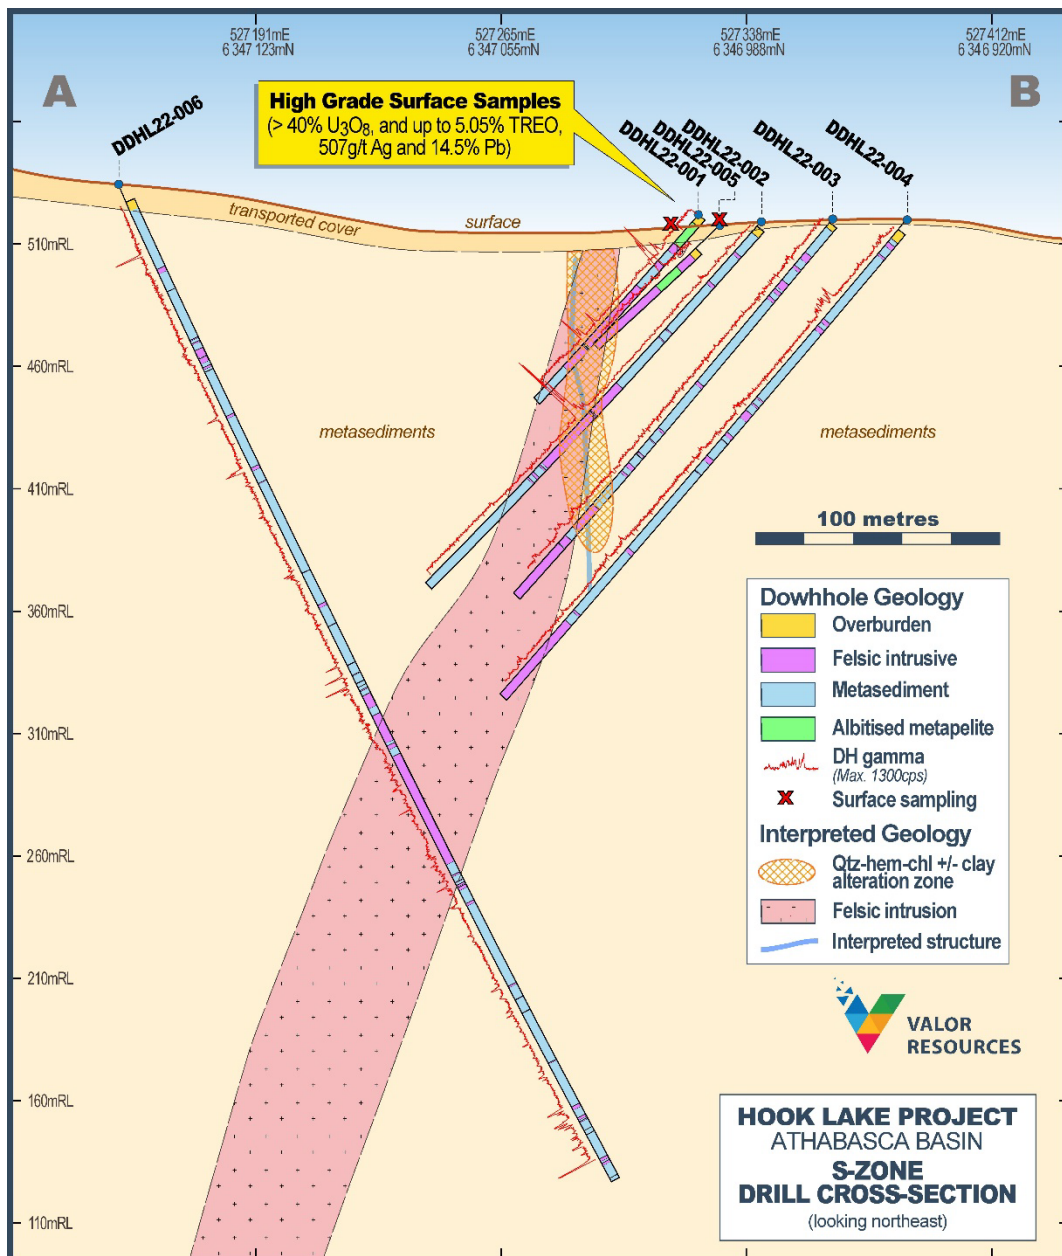 527 191mE
6 347 123mN
527 265mE
6 347 055mN
527 338mE
6 346 988mN
527 412mE
6 346 920mN
A
B
High Grade Surface Samples
(> 40% U₃O₈, and up to 5.05% TREO,
507g/t Ag and 14.5% Pb)
DDHL22-006
DDHL22-001
DDHL22-005
DDHL22-002
DDHL22-003
DDHL22-004
transported cover
surface
510mRL
460mRL
metasediments
metasediments
410mRL
100 metres
360mRL
310mRL
260mRL
210mRL
160mRL
110mRL
Dowhhole Geology
Overburden
Felsic intrusive
Metasediment
Albitised metapelite
DH gamma
(Max. 1300cps)
Surface sampling
Interpreted Geology
Qtz-hem-chl +/- clay
alteration zone
Felsic intrusion
Interpreted structure
VALOR
RESOURCES
HOOK LAKE PROJECT
ATHABASCA BASIN
S-ZONE
DRILL CROSS-SECTION
(looking northeast)